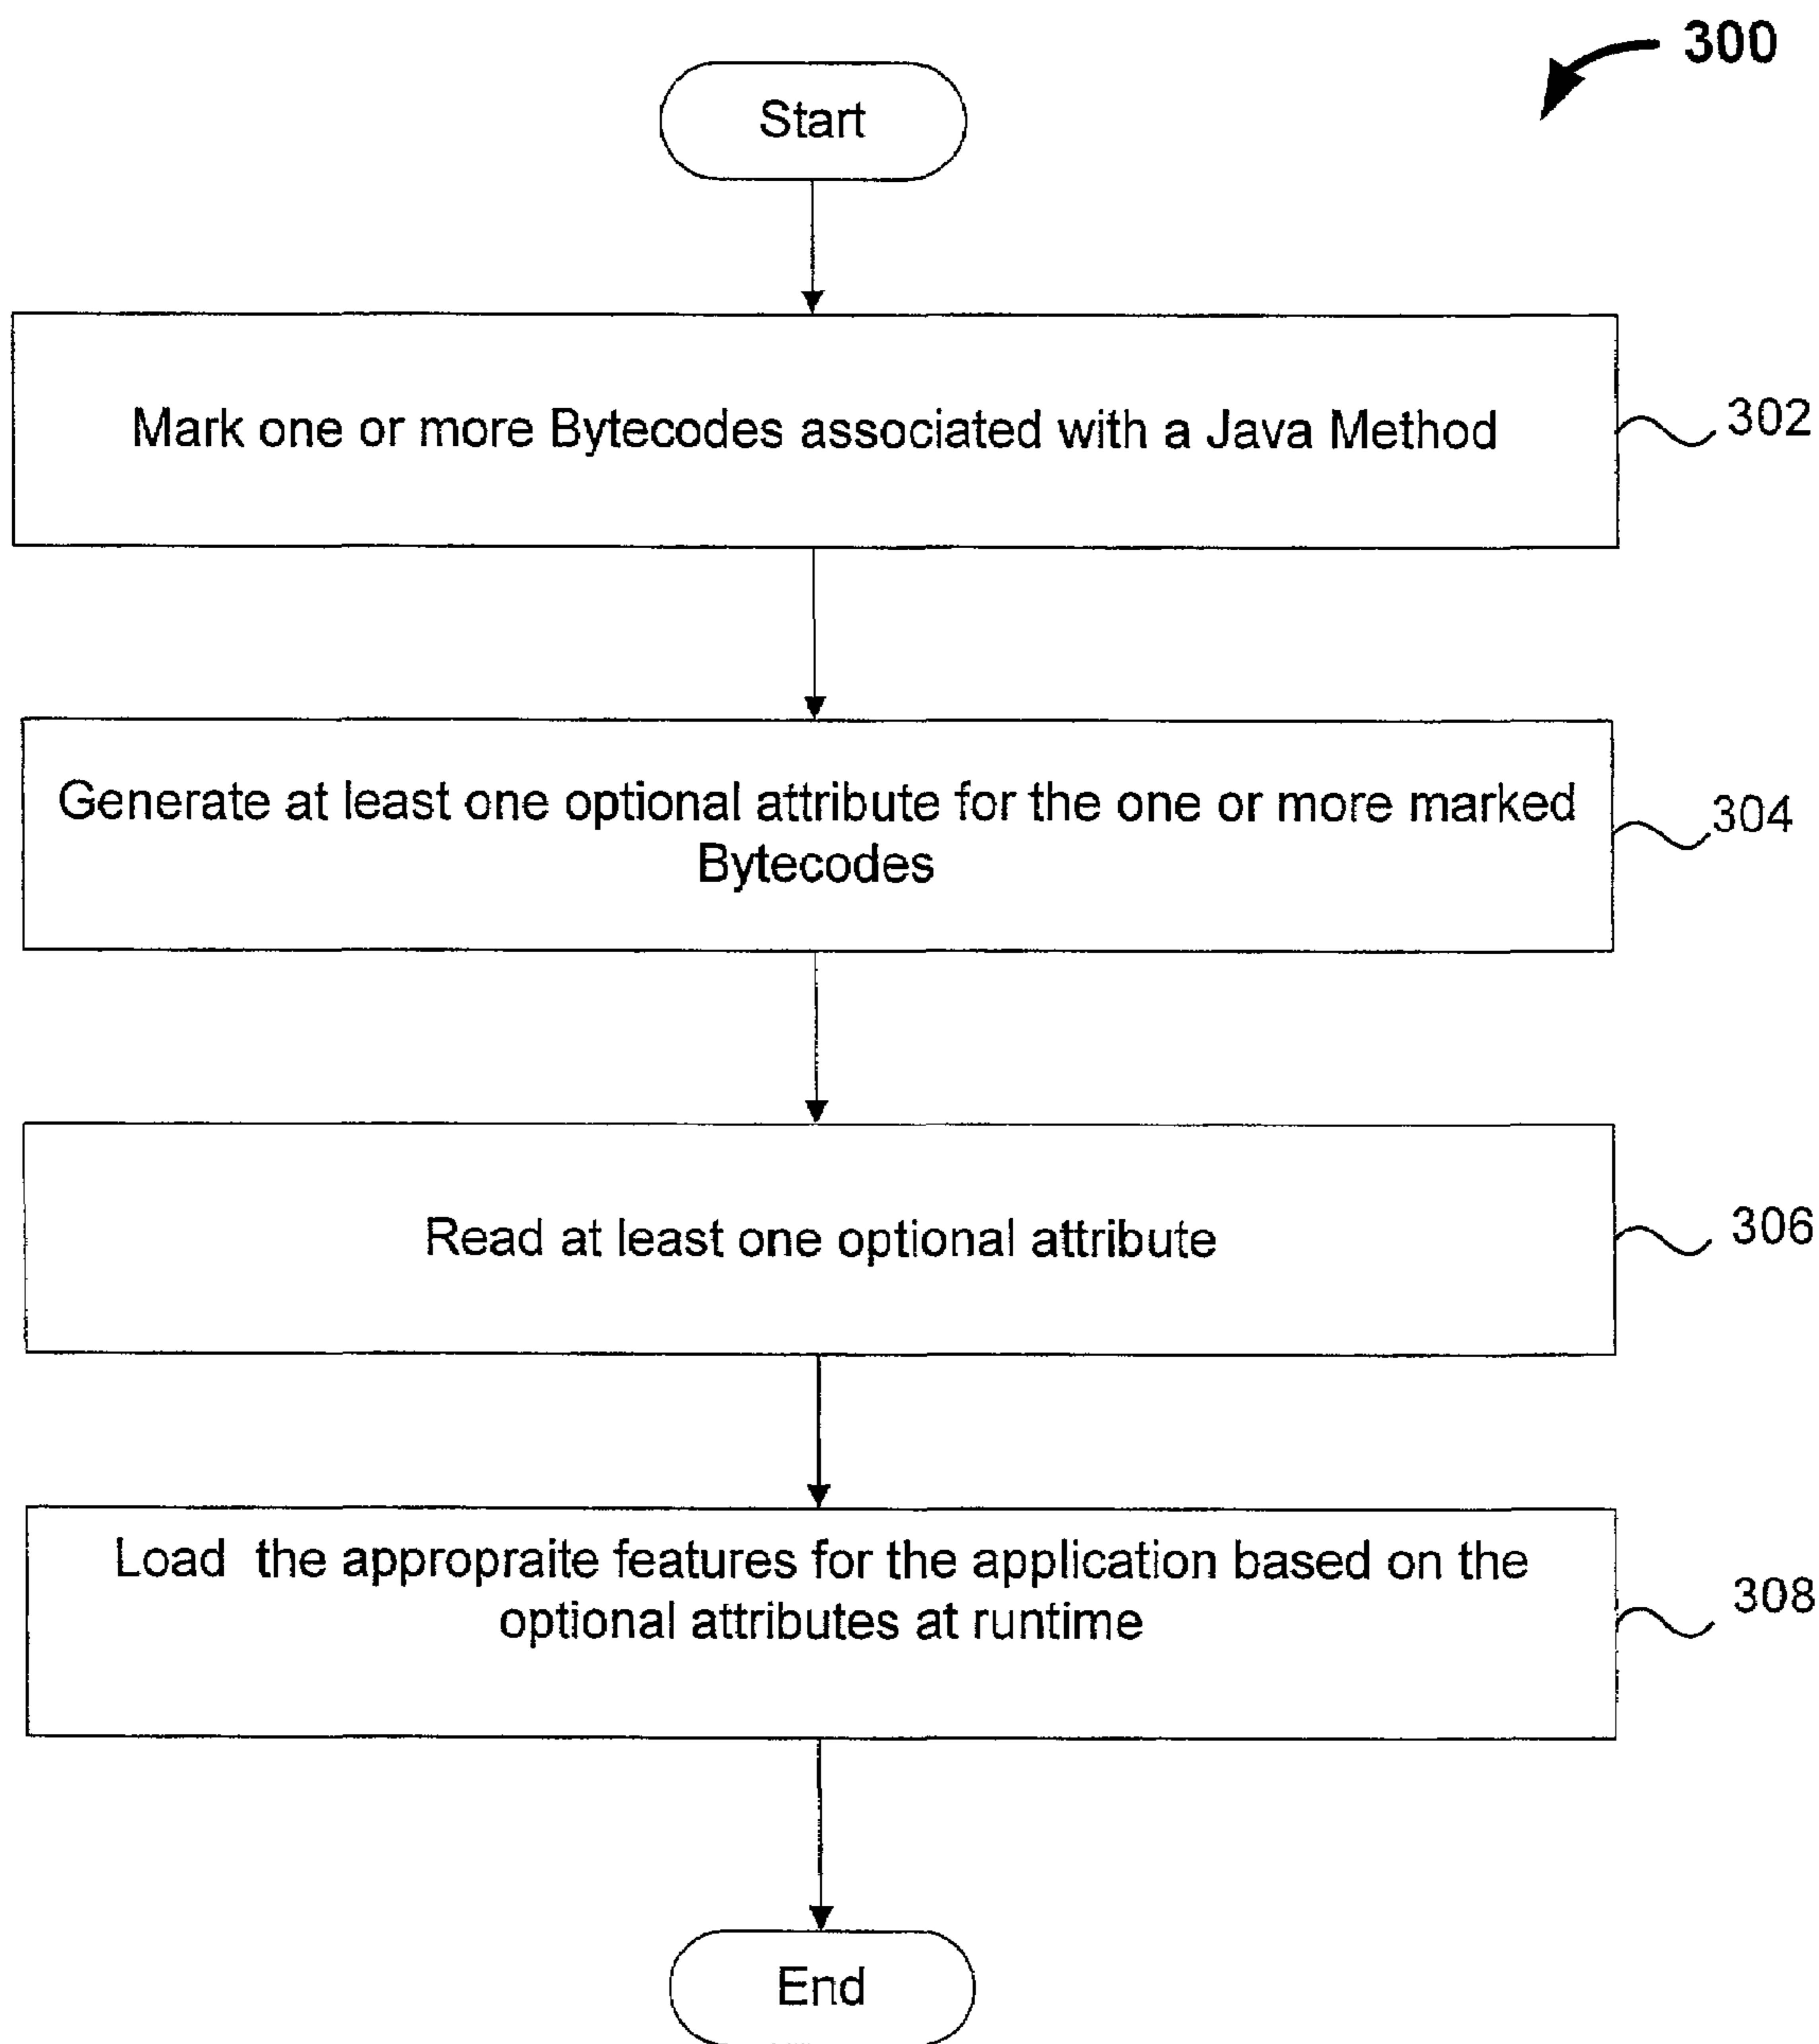 300
Start
Mark one or more Bytecodes associated with a Java Method
302
Generate at least one optional attribute for the one or more marked
Bytecodes
304
Read at least one optional attribute
306
Load the appropraite features for the application based on the
optional attributes at runtime
308
End